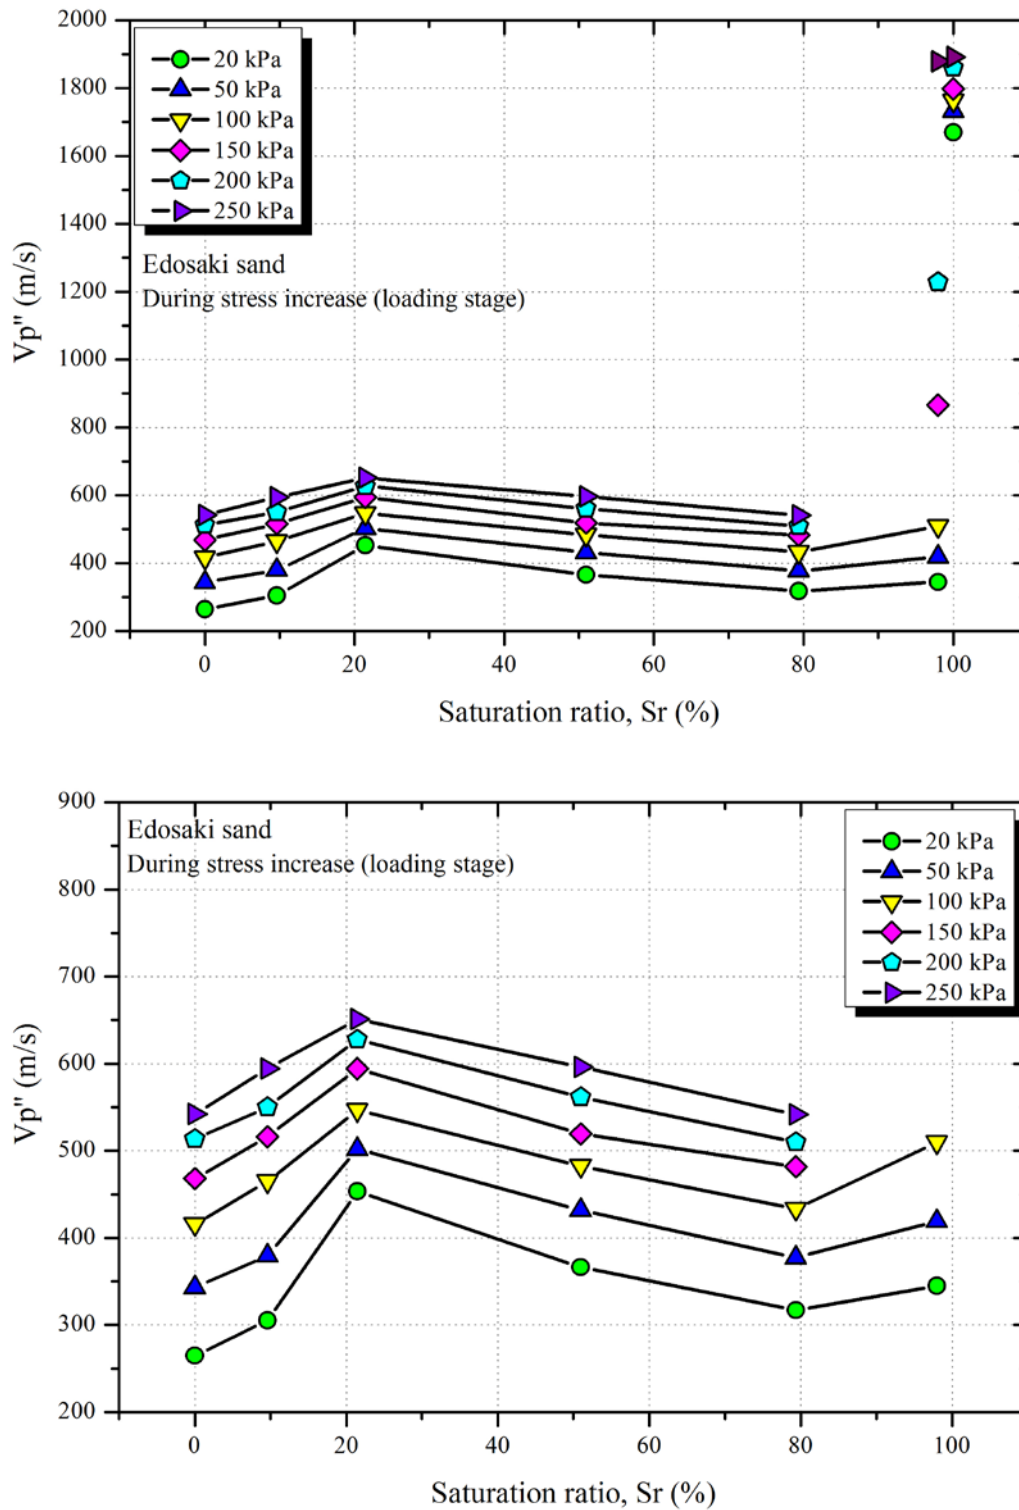 2000
1800
1600
1400
1200
1000
800
600
400
200
Vp" (m/s)
20 kPa
50 kPa
100 kPa
150 kPa
200 kPa
250 kPa
Edosaki sand
During stress increase (loading stage)
0
20
40
60
80
100
Saturation ratio, Sr (%)
900
800
700
600
500
400
300
200
Vp" (m/s)
Edosaki sand
During stress increase (loading stage)
20 kPa
50 kPa
100 kPa
150 kPa
200 kPa
250 kPa
0
20
40
60
80
100
Saturation ratio, Sr (%)